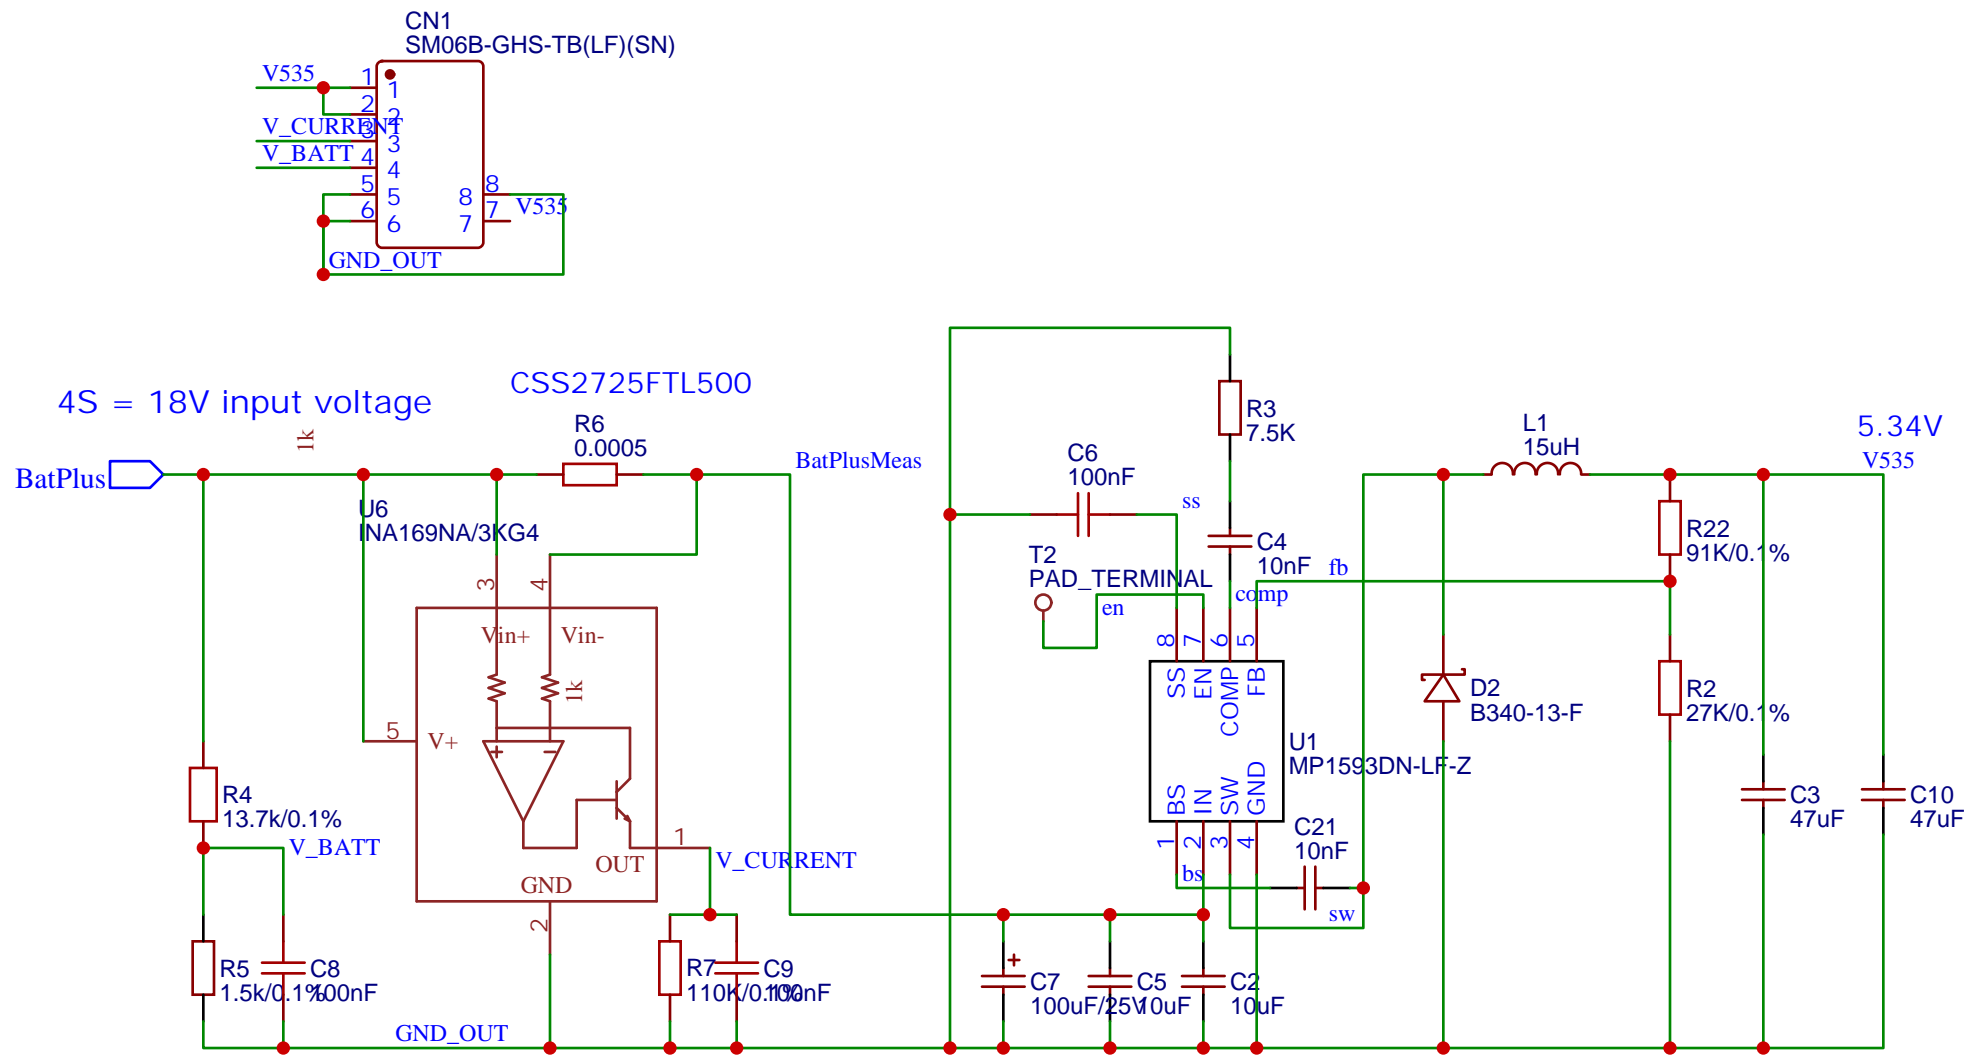 CN1
SM06B-GHS-TB(LF)(SN)
V535
1
1
2
2
V_CURRENT
3
3
V_BATT
4
4
5
5
8
8
V535
6
6
7
7
GND_OUT
4S = 18V input voltage
1k
CSS2725FTL500
R6
0.0005
BatPlus
BatPlusMeas
U6
INA169NA/3KG4
3
4
Vin+
Vin-
1k
5
V+
OUT
1
GND
2
V_CURRENT
R4
13.7k/0.1%
V_BATT
R5
1.5k/0.1%
C8
100nF
R7
110K/0.1%
C9
100nF
GND_OUT
R3
7.5K
C6
100nF
ss
C4
10nF
T2
PAD_TERMINAL
en
comp
fb
8
7
6
5
SS
EN
COMP
FB
U1
MP1593DN-LF-Z
BS
IN
SW
GND
1
2
3
4
C21
10nF
bs
sw
C7
100uF/25V
C5
10uF
C2
10uF
L1
15uH
5.34V
V535
R22
91K/0.1%
D2
B340-13-F
R2
27K/0.1%
C3
47uF
C10
47uF